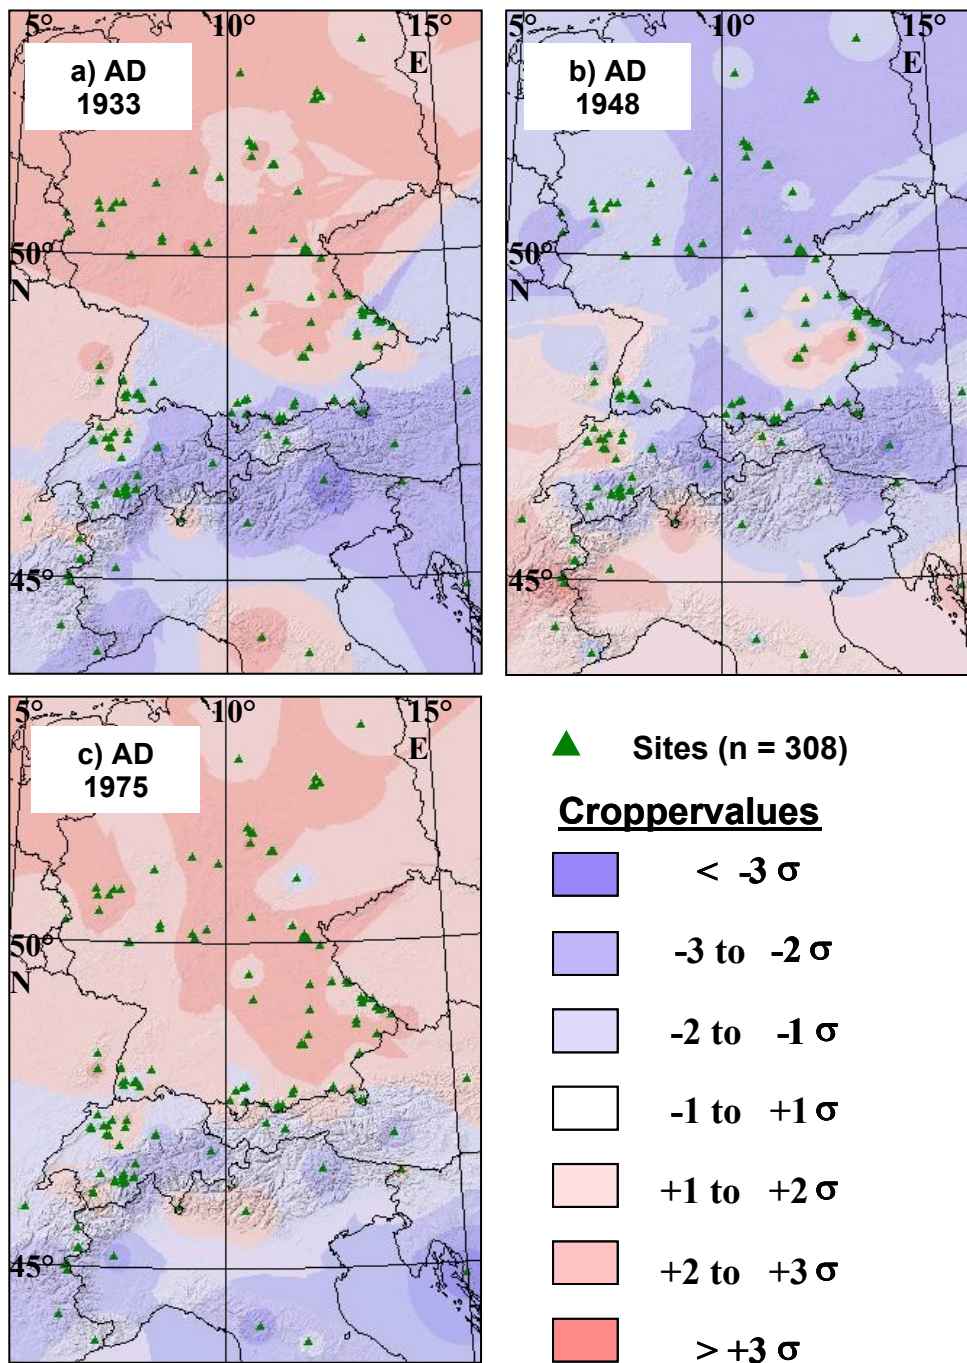 5° 10° 15°
E
a) AD
1933
50°
N
45°
5° 10° 15°
E
b) AD
1948
50°
N
45°
5° 10° 15°
E
c) AD
1975
50°
N
45°
Sites (n = 308)
Croppervalues
< -3 σ
-3 to -2 σ
-2 to -1 σ
-1 to +1 σ
+1 to +2 σ
+2 to +3 σ
> +3 σ